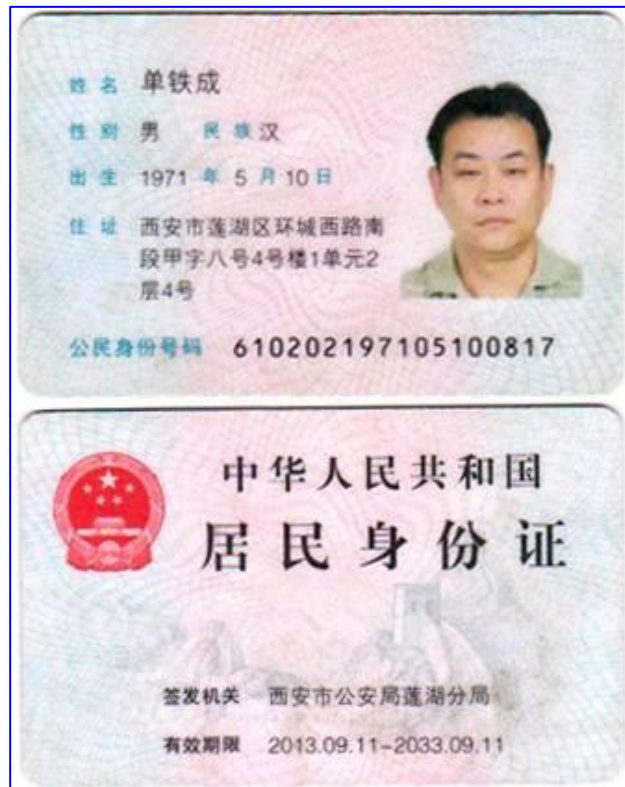 姓名 单铁成
性别 男 民族 汉
出生 1971 年 5 月 10 日
住址 西安市莲湖区环城西路南
段甲字八号4号楼1单元2
层4号
公民身份号码 610202197105100817
中华人民共和国
居民身份证
签发机关 西安市公安局莲湖分局
有效期限 2013.09.11-2033.09.11